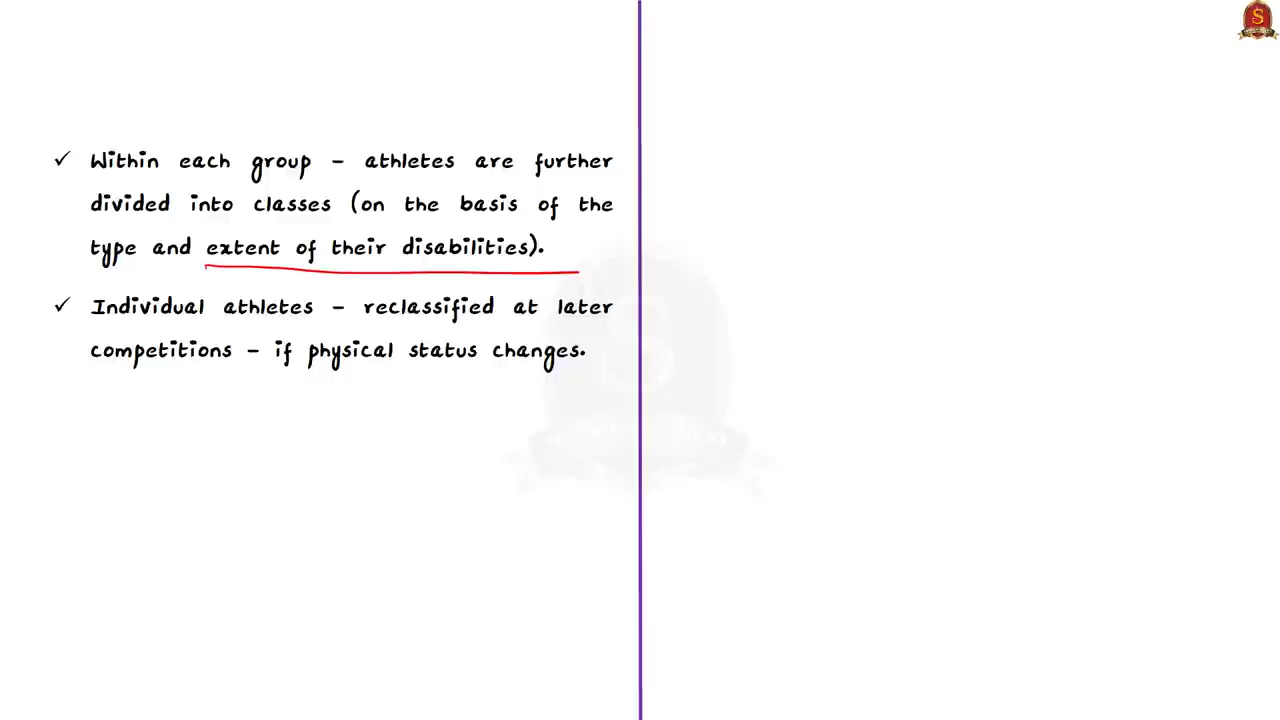 ✓ Within each group – athletes are further
divided into classes (on the basis of the
type and extent of their disabilities).
✓ Individual athletes – reclassified at later
competitions – if physical status changes.
S